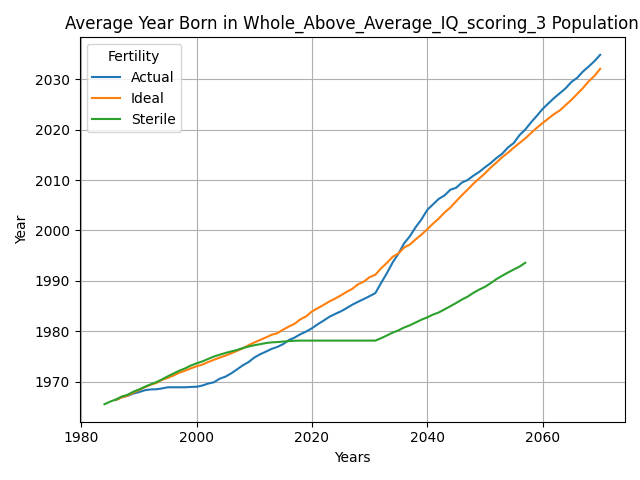 Average Year Born in Whole_Above_Average_IQ_scoring_3 Population
Fertility
Actual
Ideal
Sterile
Year
2030
2020
2010
2000
1990
1980
1970
1980
2000
2020
2040
2060
Years